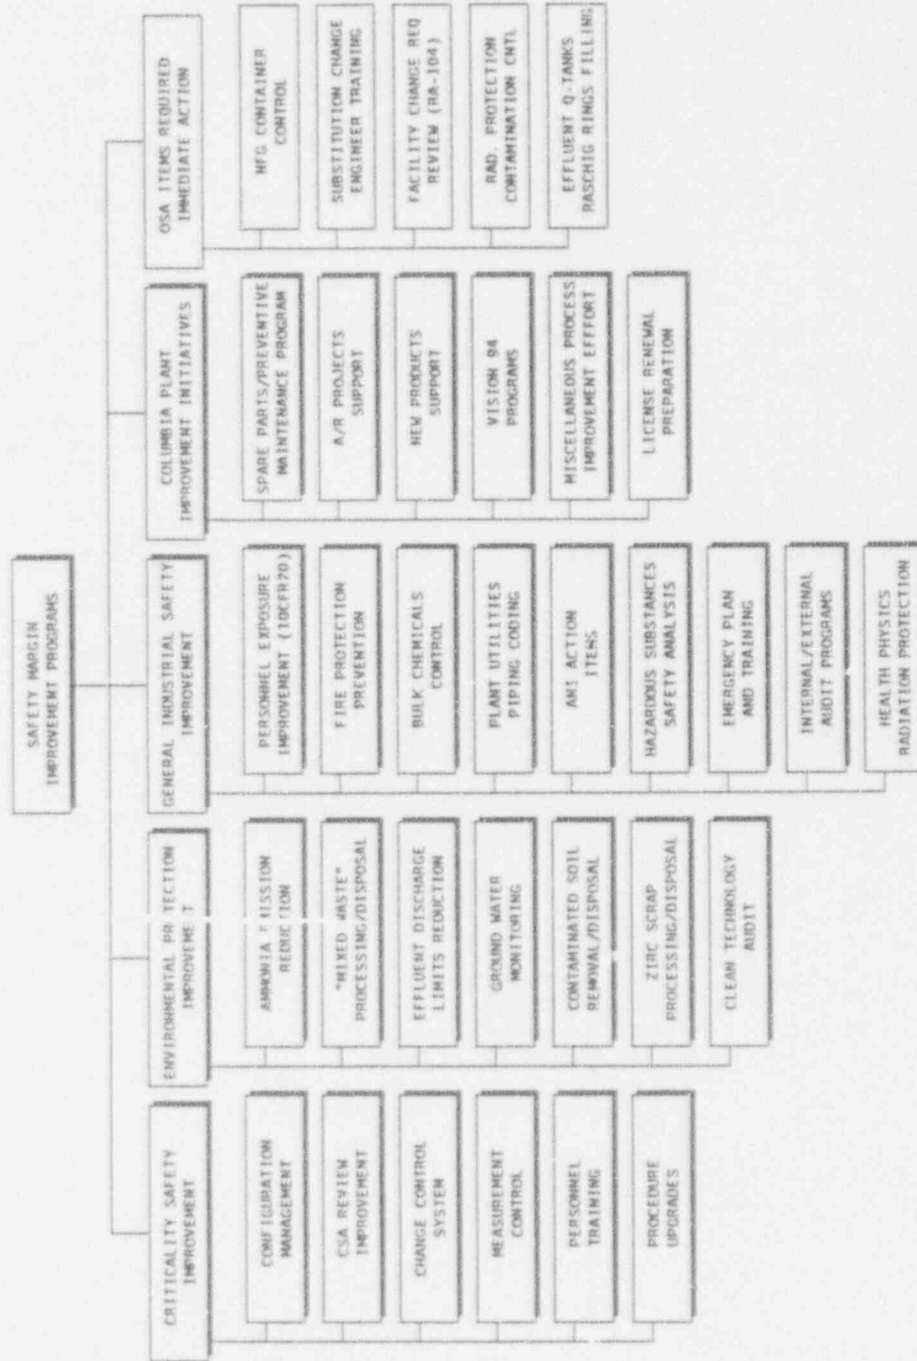 SAFETY MARGIN
IMPROVEMENT PROGRAMS
CRITICALITY SAFETY
IMPROVEMENT
CONFIGURATION
MANAGEMENT
CSA REVIEW
IMPROVEMENT
CHANGE CONTROL
SYSTEM
MEASUREMENT
CONTROL
PERSONNEL
TRAINING
PROCEDURE
UPGRADES
ENVIRONMENTAL PROTECTION
IMPROVEMENT
AMMONIA EMISSION
REDUCTION
"MIXED WASTE"
PROCESSING/DISPOSAL
EFFLUENT DISCHARGE
LIMITS REDUCTION
GROUND WATER
MONITORING
CONTAMINATED SOIL
REMOVAL/DISPOSAL
ZIRC SCRAP
PROCESSING/DISPOSAL
CLEAN TECHNOLOGY
AUDIT
GENERAL INDUSTRIAL SAFETY
IMPROVEMENT
PERSONNEL EXPOSURE
IMPROVEMENT (10CFR20)
FIRE PROTECTION
PREVENTION
BULK CHEMICALS
CONTROL
PLANT UTILITIES
PIPING CODING
ANI ACTION
ITEMS
HAZARDOUS SUBSTANCES
SAFETY ANALYSIS
EMERGENCY PLAN
AND TRAINING
INTERNAL/EXTERNAL
AUDIT PROGRAMS
HEALTH PHYSICS
RADIATION PROTECTION
COLUMBIA PLANT
IMPROVEMENT INITIATIVES
SPARE PARTS/PREVENTIVE
MAINTENANCE PROGRAM
A/R PROJECTS
SUPPORT
NEW PRODUCTS
SUPPORT
VISION 94
PROGRAMS
MISCELLANEOUS PROCESS
IMPROVEMENT EFFFORT
LICENSE RENEWAL
PREPARATION
OSA ITEMS REQUIRED
IMMEDIATE ACTION
MFG CONTAINER
CONTROL
SUBSTITUTION CHANGE
ENGINEER TRAINING
FACILITY CHANGE REQ
REVIEW (RA-104)
RAD. PROTECTION
CONTAMINATION CNTL
EFFLUENT Q-TANKS
RASCHIG RINGS FILLING